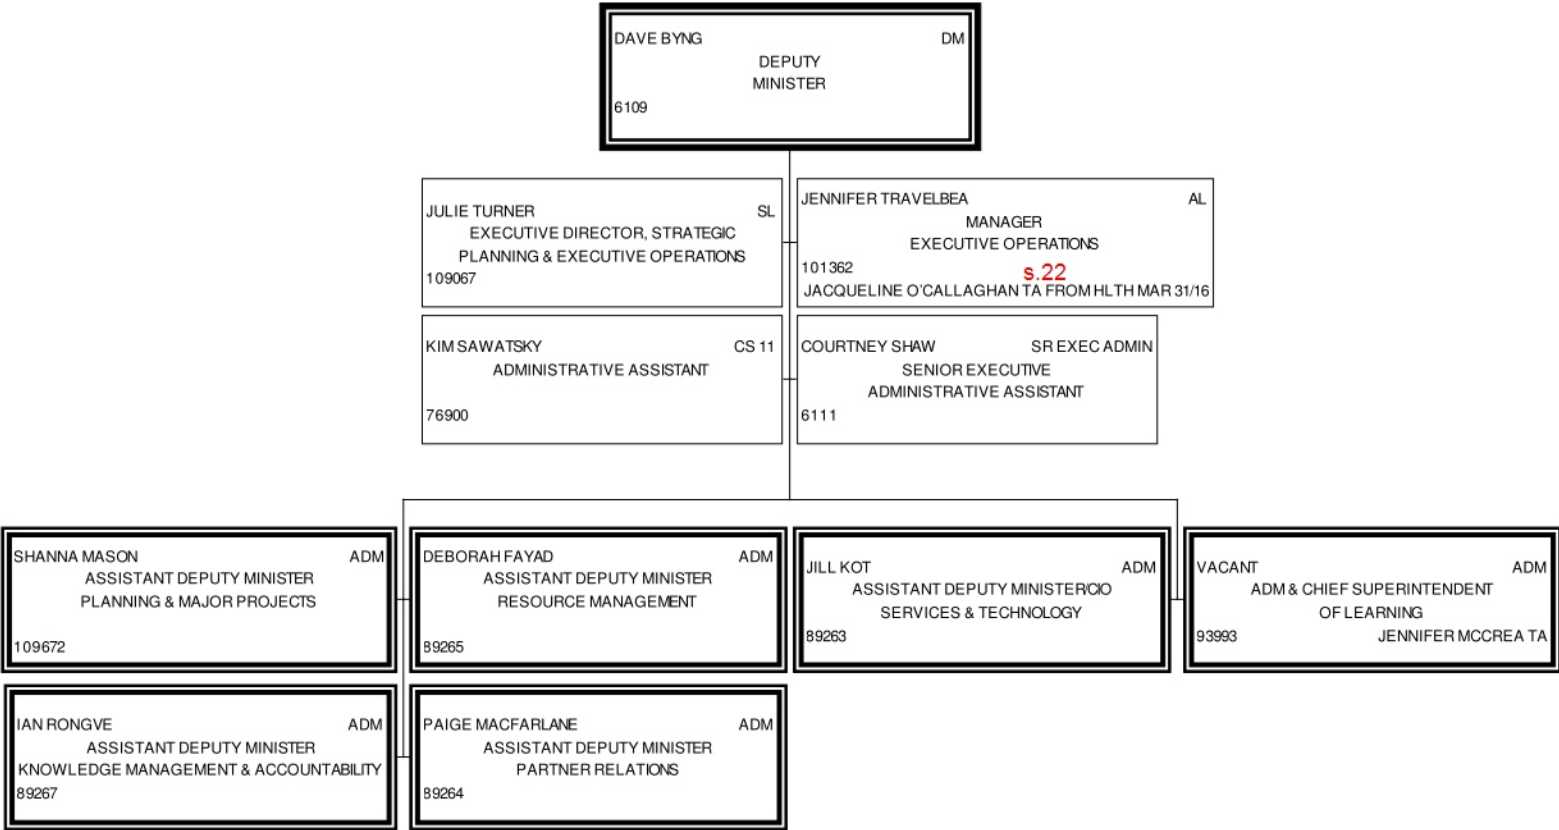 DAVE BYNG DM
DEPUTY
MINISTER
6109
JULIE TURNER SL
EXECUTIVE DIRECTOR, STRATEGIC
PLANNING & EXECUTIVE OPERATIONS
109067
JENNIFER TRAVELBEA AL
MANAGER
EXECUTIVE OPERATIONS
101362
s.22
JACQUELINE O'CALLAGHAN TA FROM HLTH MAR 31/16
KIM SAWATSKY CS 11
ADMINISTRATIVE ASSISTANT
76900
COURTNEY SHAW SR EXEC ADMIN
SENIOR EXECUTIVE
ADMINISTRATIVE ASSISTANT
6111
SHANNA MASON ADM
ASSISTANT DEPUTY MINISTER
PLANNING & MAJOR PROJECTS
109672
DEBORAH FAYAD ADM
ASSISTANT DEPUTY MINISTER
RESOURCE MANAGEMENT
89265
JILL KOT ADM
ASSISTANT DEPUTY MINISTER/CIO
SERVICES & TECHNOLOGY
89263
VACANT ADM
ADM & CHIEF SUPERINTENDENT
OF LEARNING
93993 JENNIFER MCCREA TA
IAN RONGVE ADM
ASSISTANT DEPUTY MINISTER
KNOWLEDGE MANAGEMENT & ACCOUNTABILITY
89267
PAIGE MACFARLANE ADM
ASSISTANT DEPUTY MINISTER
PARTNER RELATIONS
89264